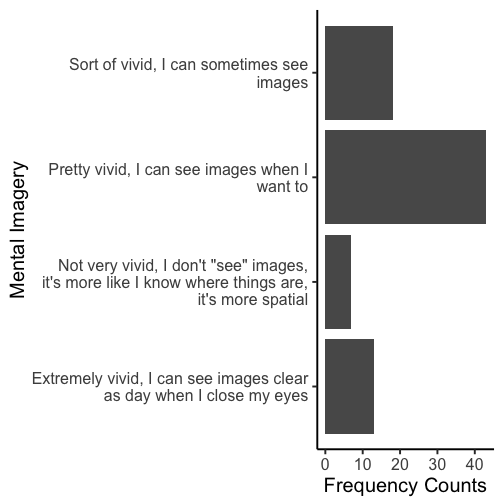 Sort of vivid, I can sometimes see
images
Pretty vivid, I can see images when I
want to
Not very vivid, I don't "see" images,
it's more like I know where things are,
it's more spatial
Extremely vivid, I can see images clear
as day when I close my eyes
Mental Imagery
0 10 20 30 40
Frequency Counts